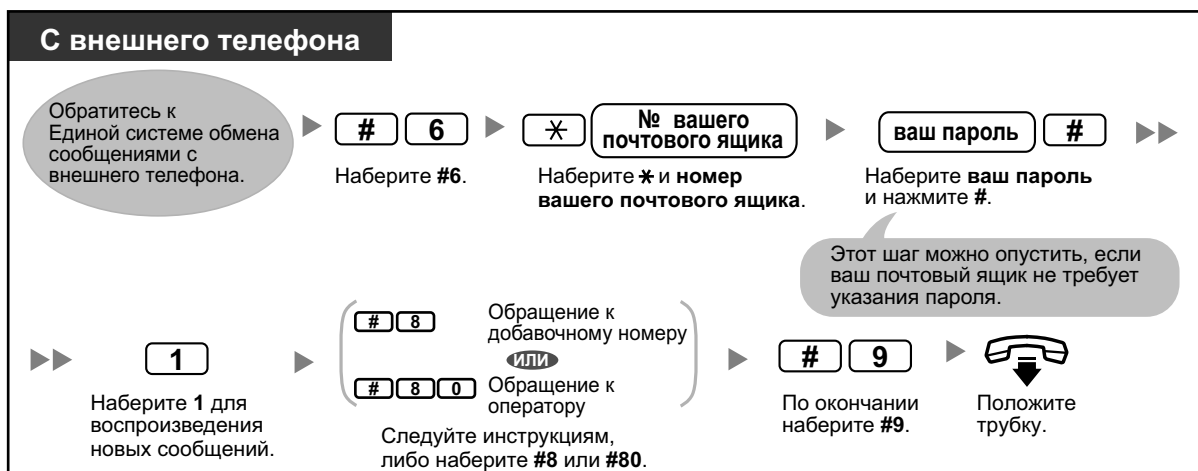 С внешнего телефона
Обратитесь к
Единой системе обмена
сообщениями с
внешнего телефона.
# 6
Наберите #6.
* № вашего
почтового ящика
Наберите * и номер
вашего почтового ящика.
ваш пароль #
Наберите ваш пароль
и нажмите #.
Этот шаг можно опустить, если
ваш почтовый ящик не требует
указания пароля.
1
Наберите 1 для
воспроизведения
новых сообщений.
# 8 Обращение к
добавочному номеру
ИЛИ
# 8 0 Обращение к
оператору
Следуйте инструкциям,
либо наберите #8 или #80.
# 9
По окончании
наберите #9.
Положите
трубку.